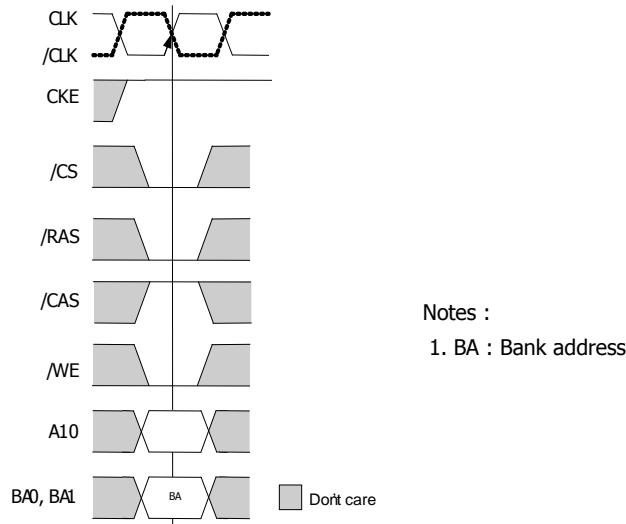 CLK
/CLK
CKE
/CS
/RAS
/CAS
/WE
A10
BA0, BA1
BA
Don't care
Notes :
1. BA : Bank address